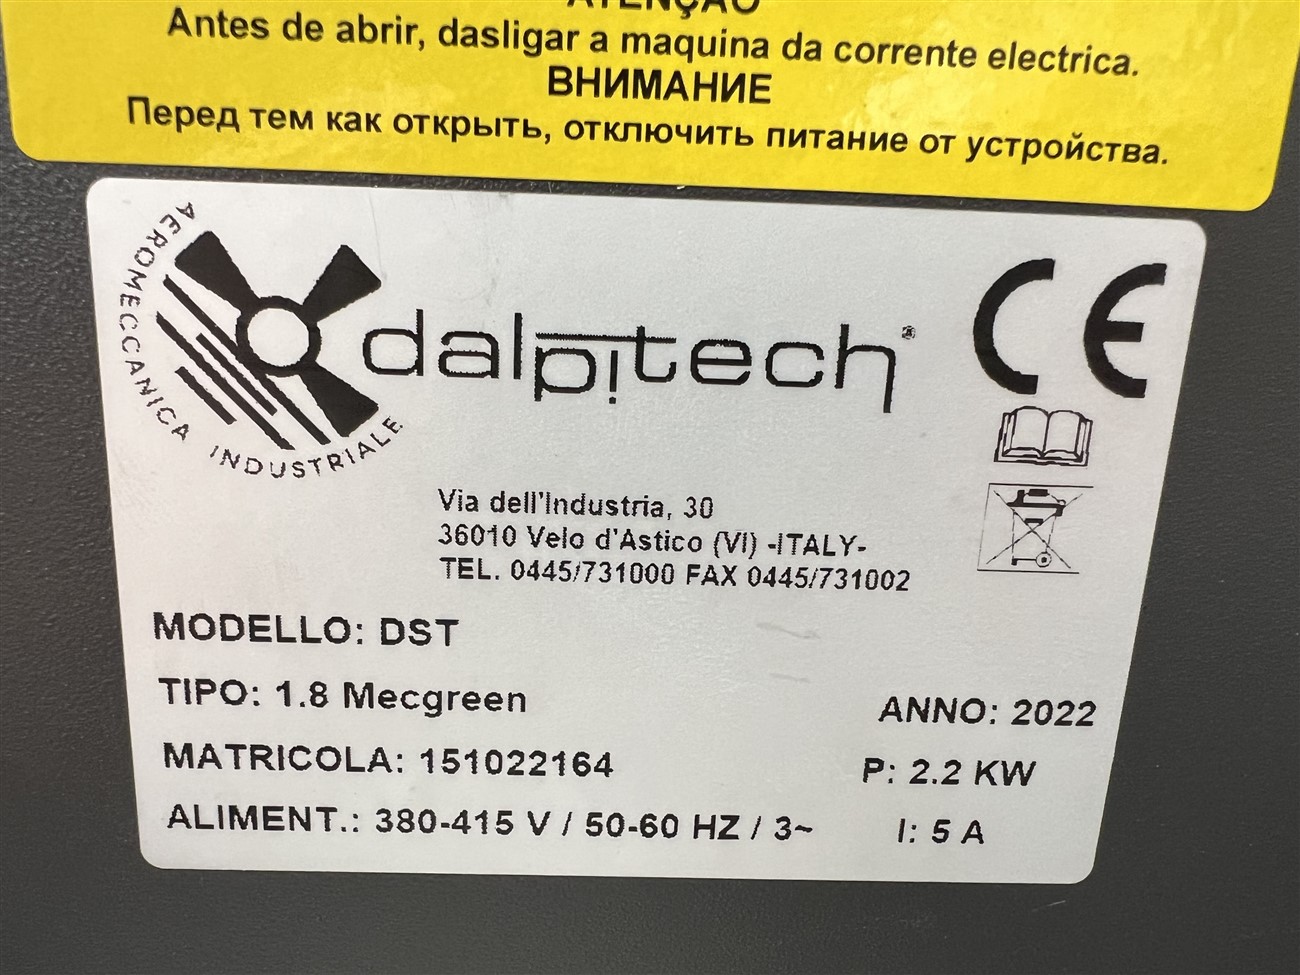 ATENÇAO
Antes de abrir, dasligar a maquina da corrente electrica.
ВНИМАНИЕ
Перед тем как открыть, отключить питание от устройства.
AEROMECCANICA INDUSTRIALE
dalpitech®
CE
Via dell'Industria, 30
36010 Velo d'Astico (VI) -ITALY-
TEL. 0445/731000 FAX 0445/731002
MODELLO: DST
TIPO: 1.8 Mecgreen
ANNO: 2022
MATRICOLA: 151022164
P: 2.2 KW
ALIMENT.: 380-415 V / 50-60 HZ / 3~
I: 5 A